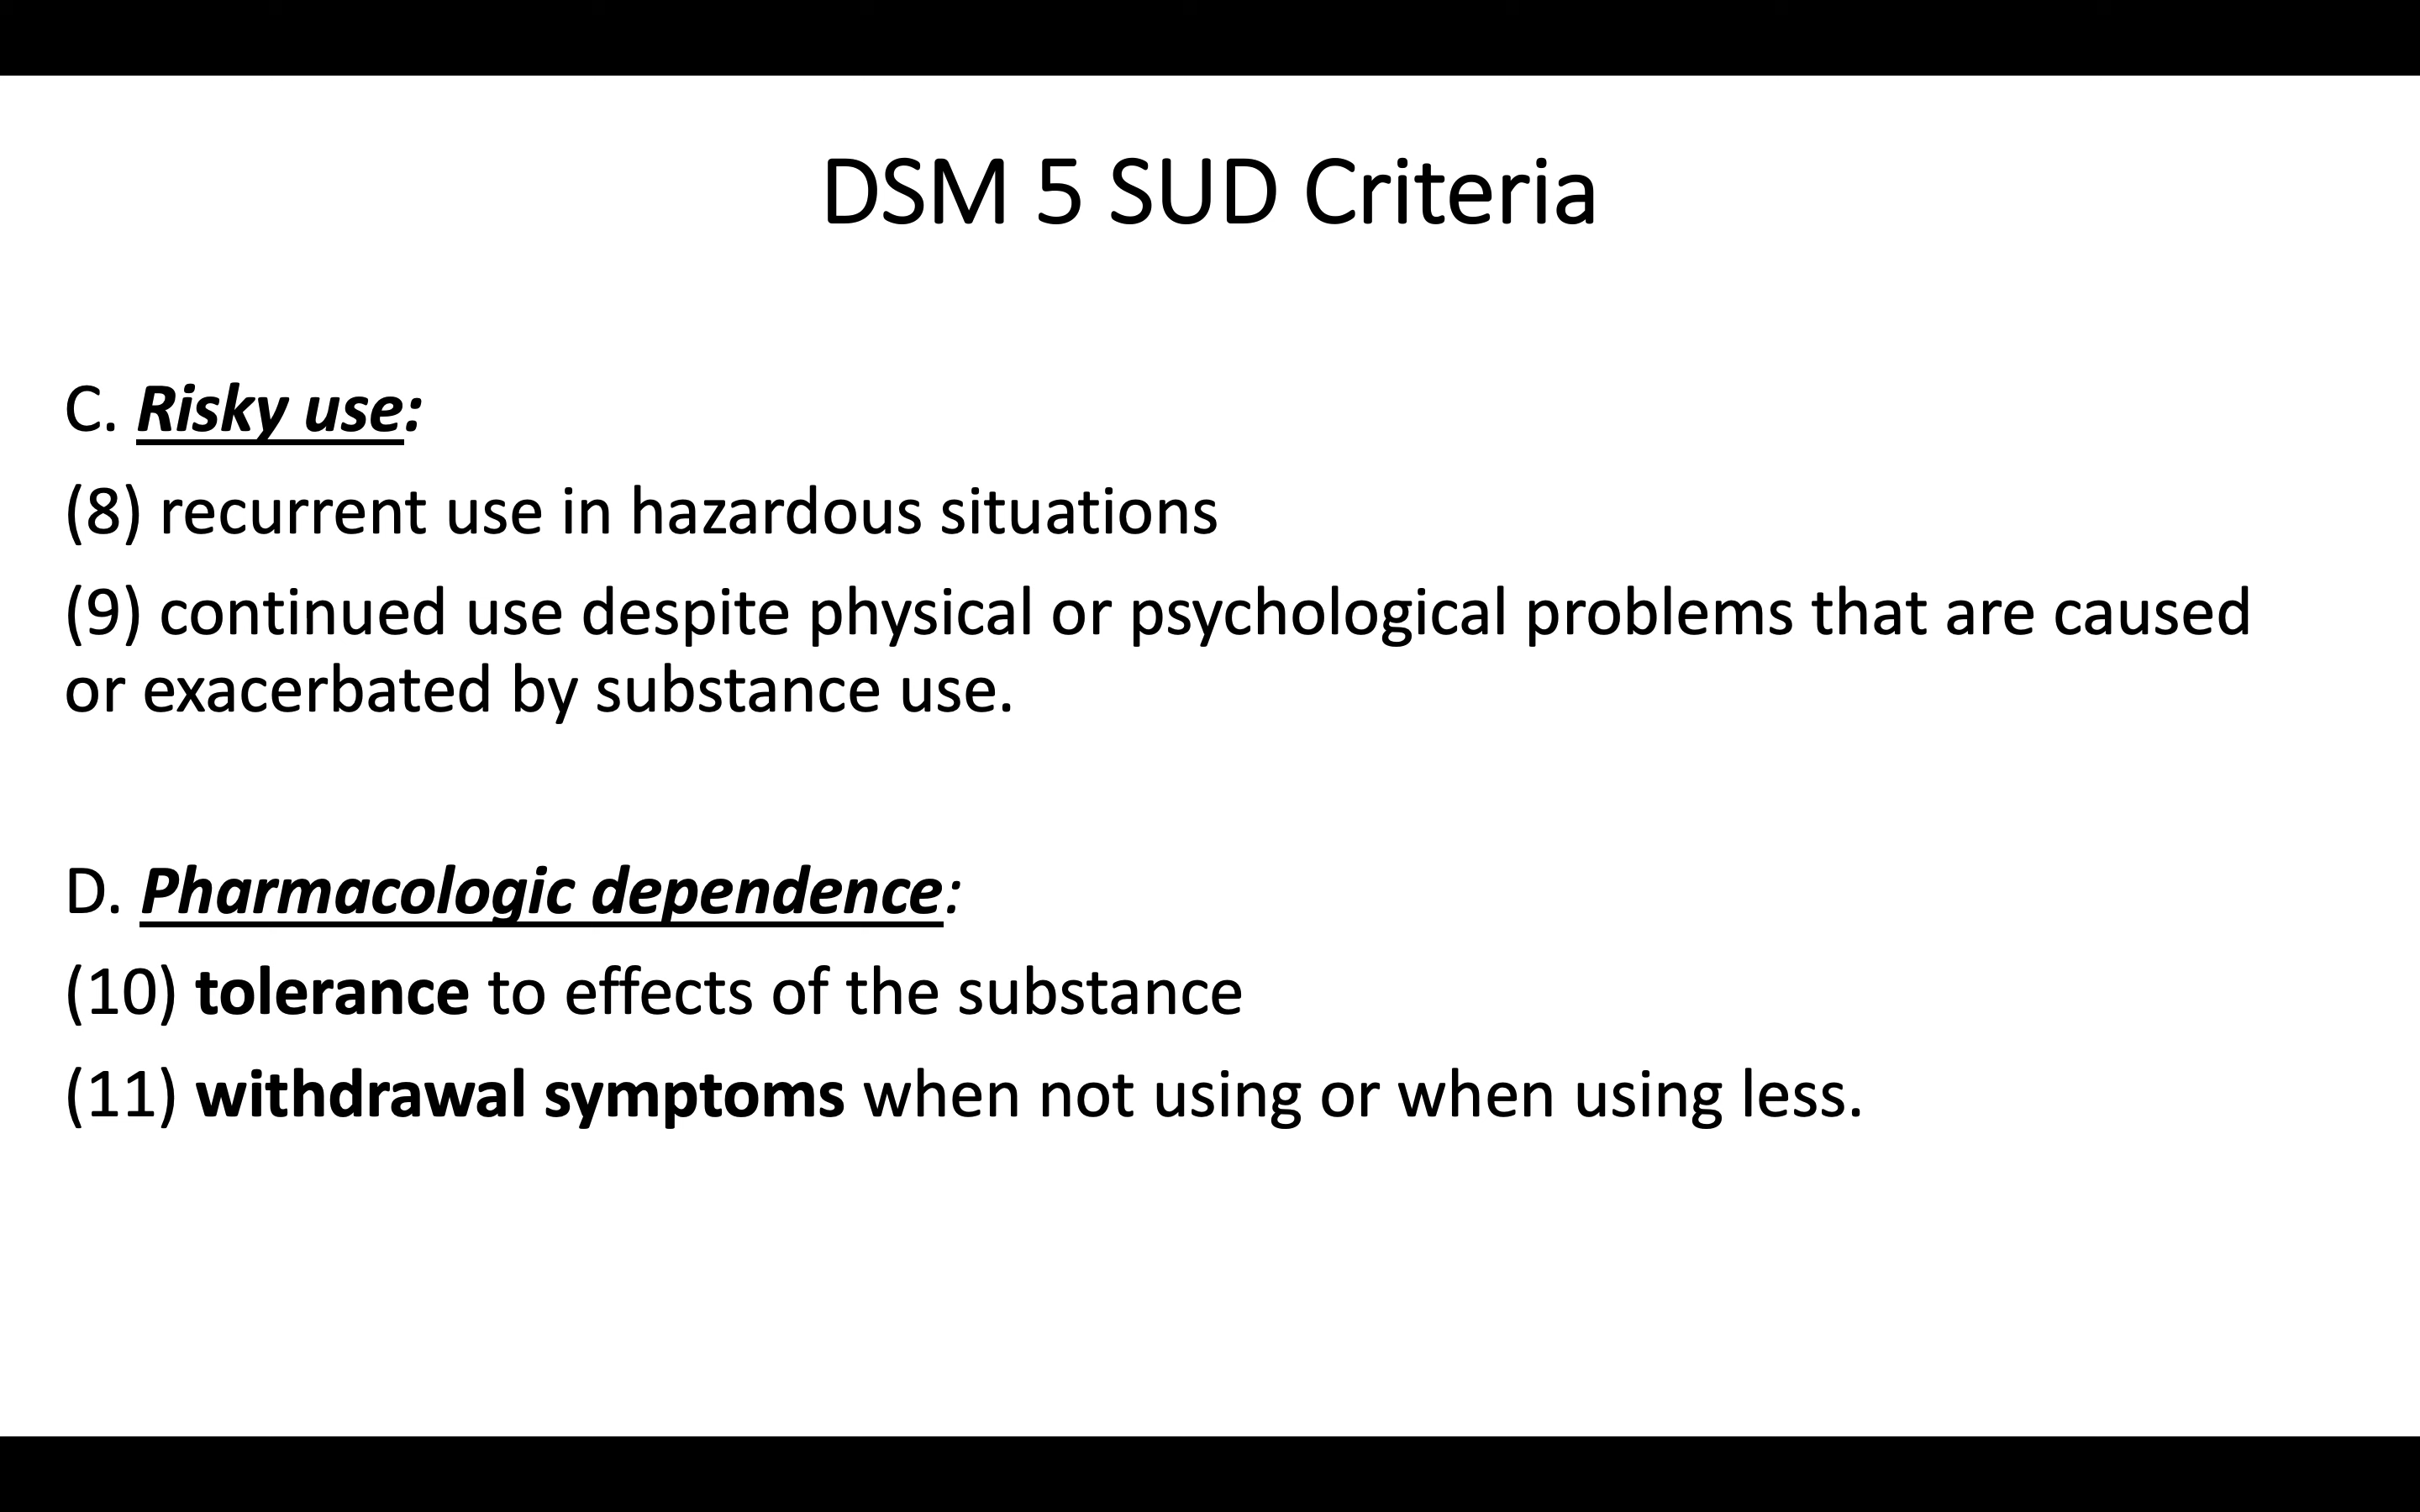 DSM 5 SUD Criteria
C. Risky use:
(8) recurrent use in hazardous situations
(9) continued use despite physical or psychological problems that are caused
or exacerbated by substance use.
D. Pharmacologic dependence:
(10) tolerance to effects of the substance
(11) withdrawal symptoms when not using or when using less.